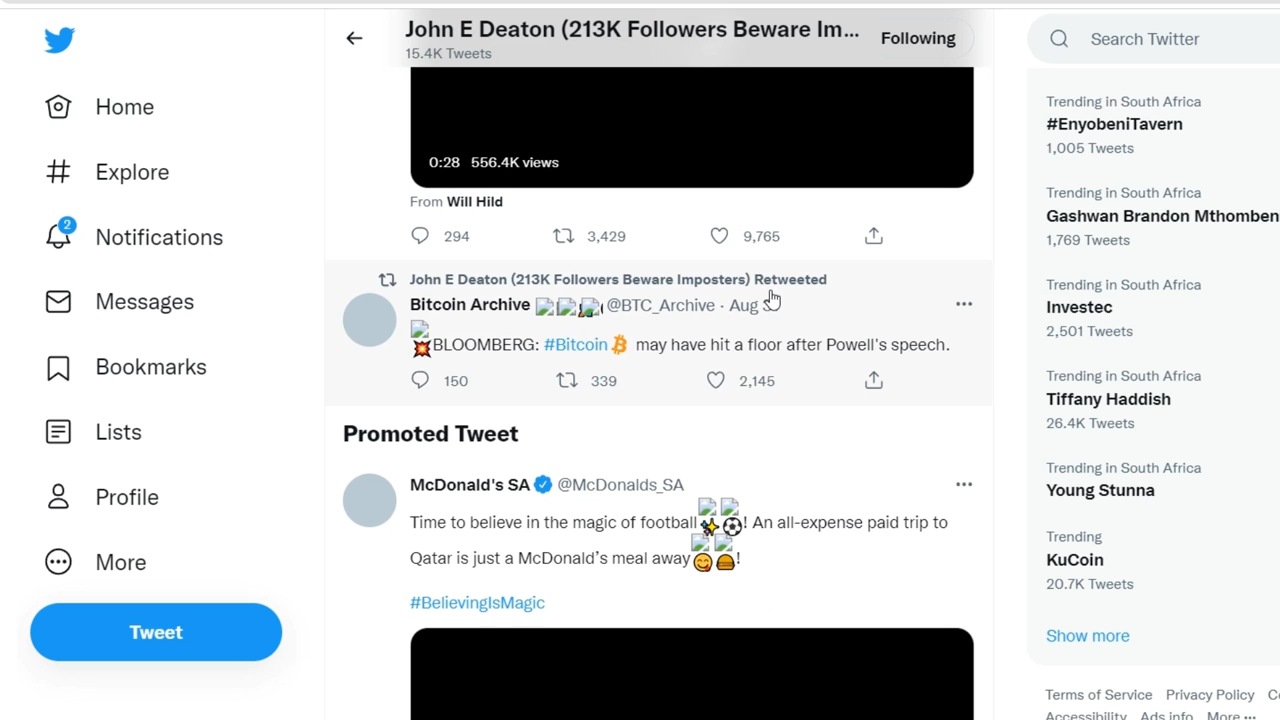 John E Deaton (213K Followers Beware Im...
15.4K Tweets
Following
Search Twitter
Home
Explore
2
Notifications
Messages
Bookmarks
Lists
Profile
More
Tweet
0:28 556.4K views
From Will Hild
294 3,429 9,765
John E Deaton (213K Followers Beware Imposters) Retweeted
Bitcoin Archive @BTC_Archive · Aug
BLOOMBERG: #Bitcoin may have hit a floor after Powell's speech.
150 339 2,145
Promoted Tweet
McDonald's SA @McDonalds_SA
Time to believe in the magic of football ! An all-expense paid trip to
Qatar is just a McDonald’s meal away !
#BelievingIsMagic
Trending in South Africa
#EnyobeniTavern
1,005 Tweets
Trending in South Africa
Gashwan Brandon Mthomben
1,769 Tweets
Trending in South Africa
Investec
2,501 Tweets
Trending in South Africa
Tiffany Haddish
26.4K Tweets
Trending in South Africa
Young Stunna
Trending
KuCoin
20.7K Tweets
Show more
Terms of Service Privacy Policy
Accessibility Ads info More